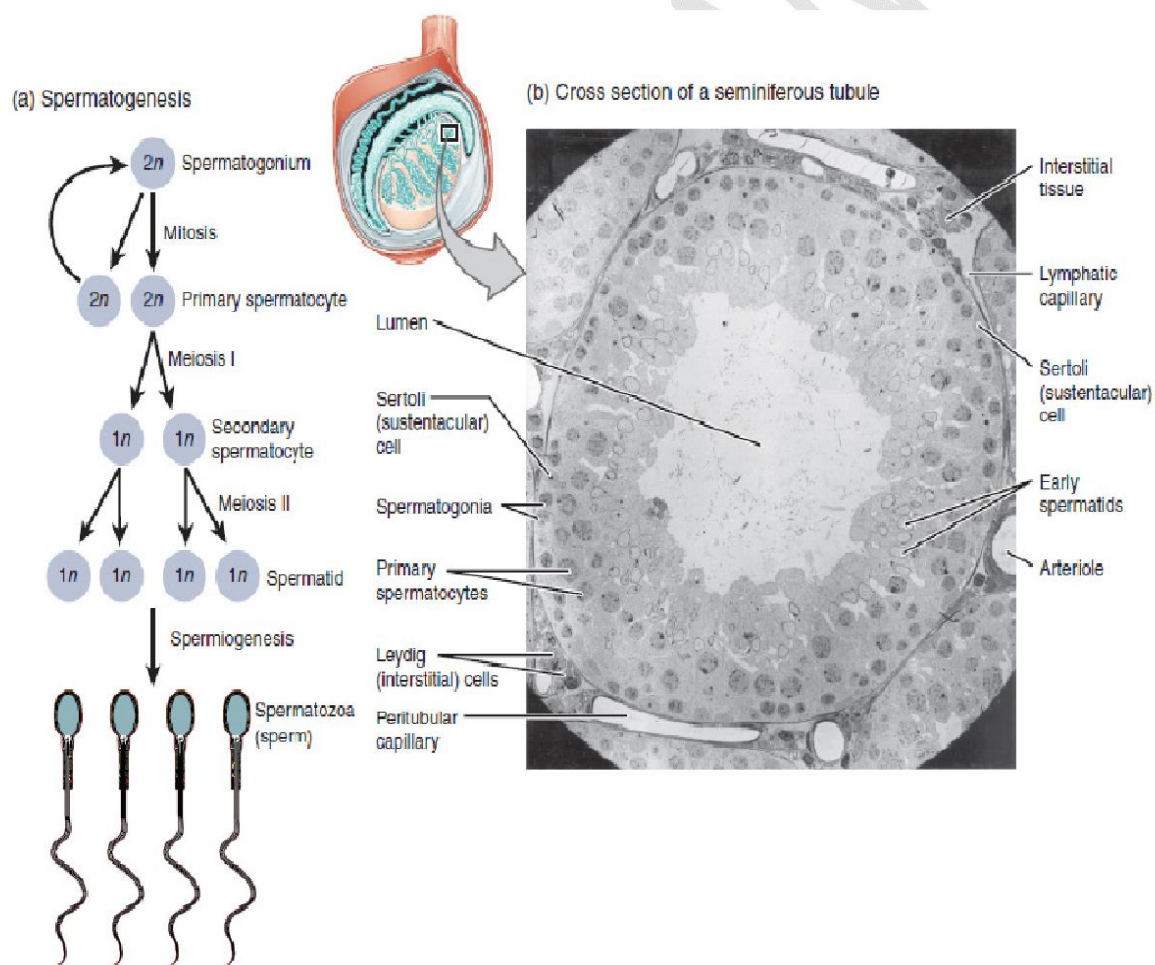 (a) Spermatogenesis
2n
Spermatogonium
Mitosis
2n
2n
Primary spermatocyte
Meiosis I
1n
1n
Secondary
spermatocyte
Meiosis II
1n
1n
1n
1n
Spermatid
Spermiogenesis
Spermatozoa
(sperm)
(b) Cross section of a seminiferous tubule
Lumen
Sertoli
(sustentacular)
cell
Spermatogonia
Primary
spermatocytes
Leydig
(interstitial) cells
Peritubular
capillary
Interstitial
tissue
Lymphatic
capillary
Sertoli
(sustentacular)
cell
Early
spermatids
Arteriole